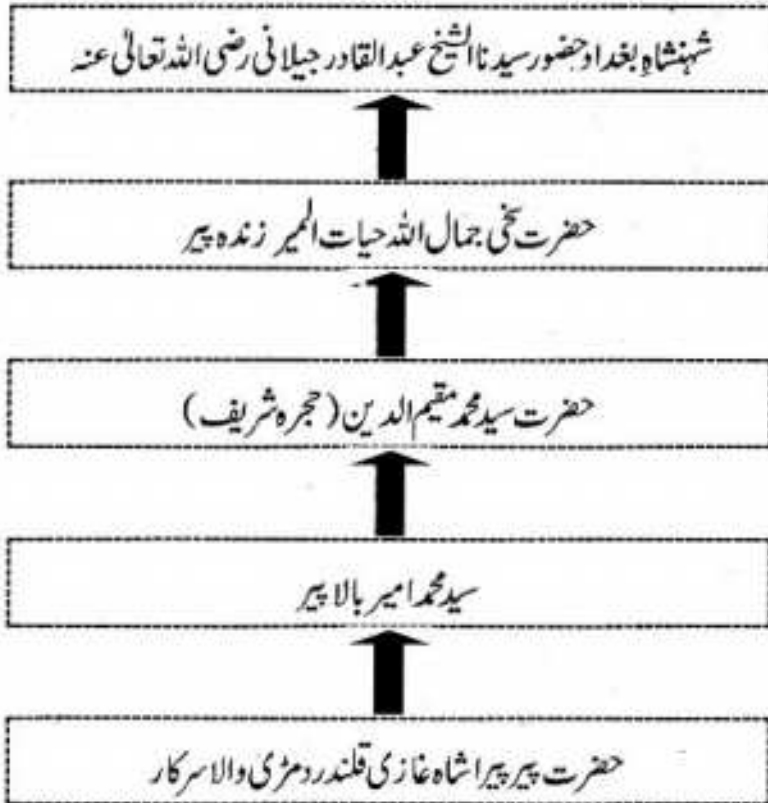 شہنشاہِ بغداد حضور سیدنا الشیخ عبدالقادر جیلانی رضی اللہ تعالیٰ عنہ
حضرت سخی جمال اللہ حیات المیر زندہ پیر
حضرت سید محمد مقیم الدین (حجرہ شریف)
سید محمد امیر بالا پیر
حضرت پیر پیرا شاہ غازی قلندر دمڑی والا سرکار